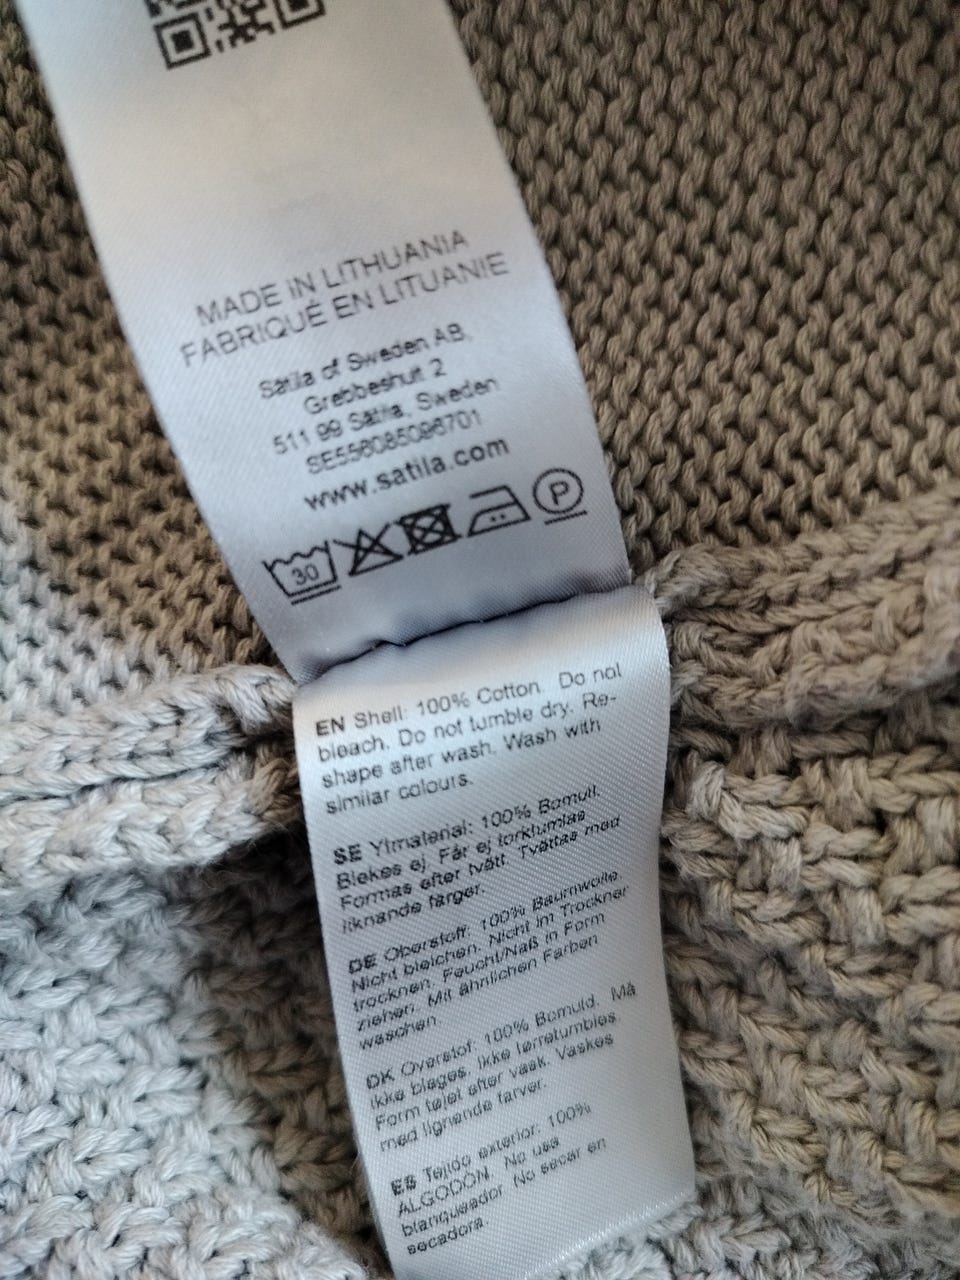 MADE IN LITHUANIA
FABRIQUÉ EN LITUANIE
Sätila of Sweden AB,
Grebbeshult 2
511 99 Sätila, Sweden
SE556085096701
www.satila.com
30
P
EN Shell: 100% Cotton. Do not
bleach. Do not tumble dry. Re-
shape after wash. Wash with
similar colours.
SE Ytmaterial: 100% Bomull.
Blekes ej. Får ej torktumlas
Formas efter tvätt. Tvättas med
liknande färger.
DE Oberstoff: 100% Baumwolle.
Nicht bleichen. Nicht im Trockner
trocknen. Feucht/Naß in Form
ziehen. Mit ähnlichen Farben
waschen.
DK Overstof: 100% Bomuld. Må
ikke bleges. Ikke tørretumbles.
Form tøjet efter vask. Vaskes
med lignende farver.
ES Tejido exterior: 100%
ALGODÓN. No use
blanqueador No secar en
secadora.